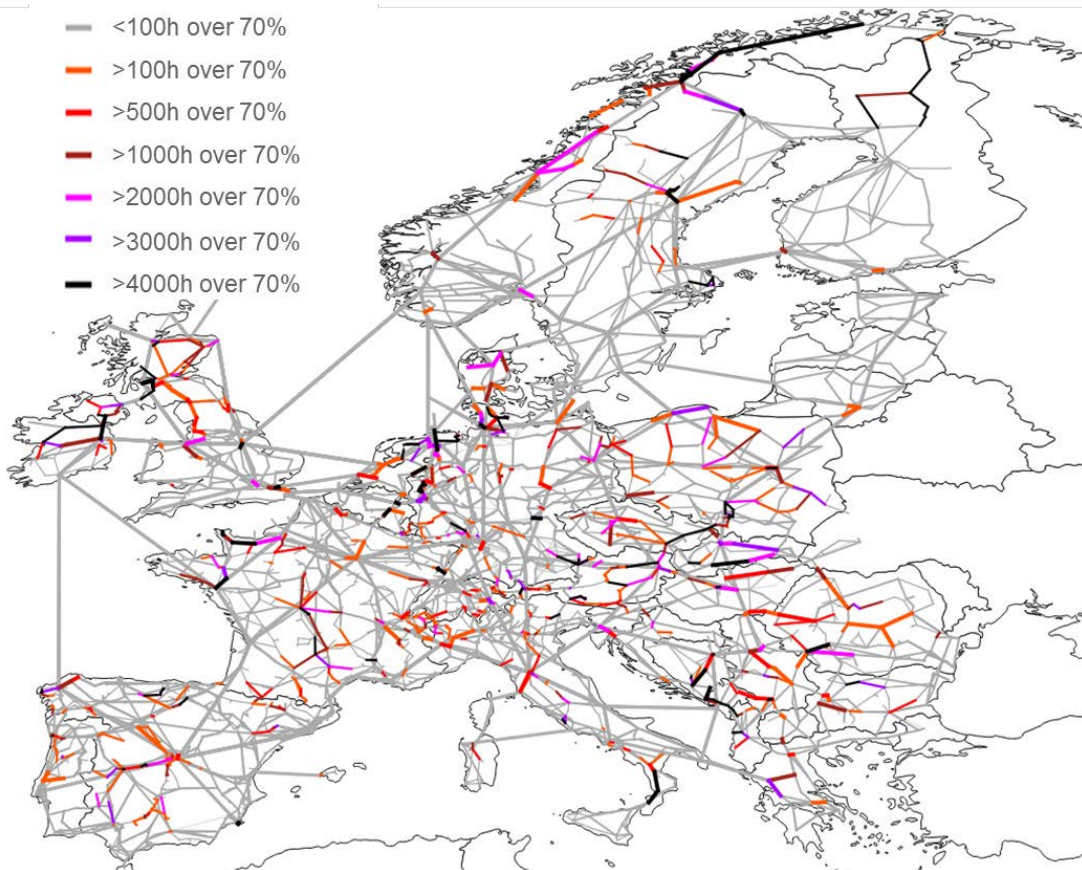 <100h over 70%
>100h over 70%
>500h over 70%
>1000h over 70%
>2000h over 70%
>3000h over 70%
>4000h over 70%